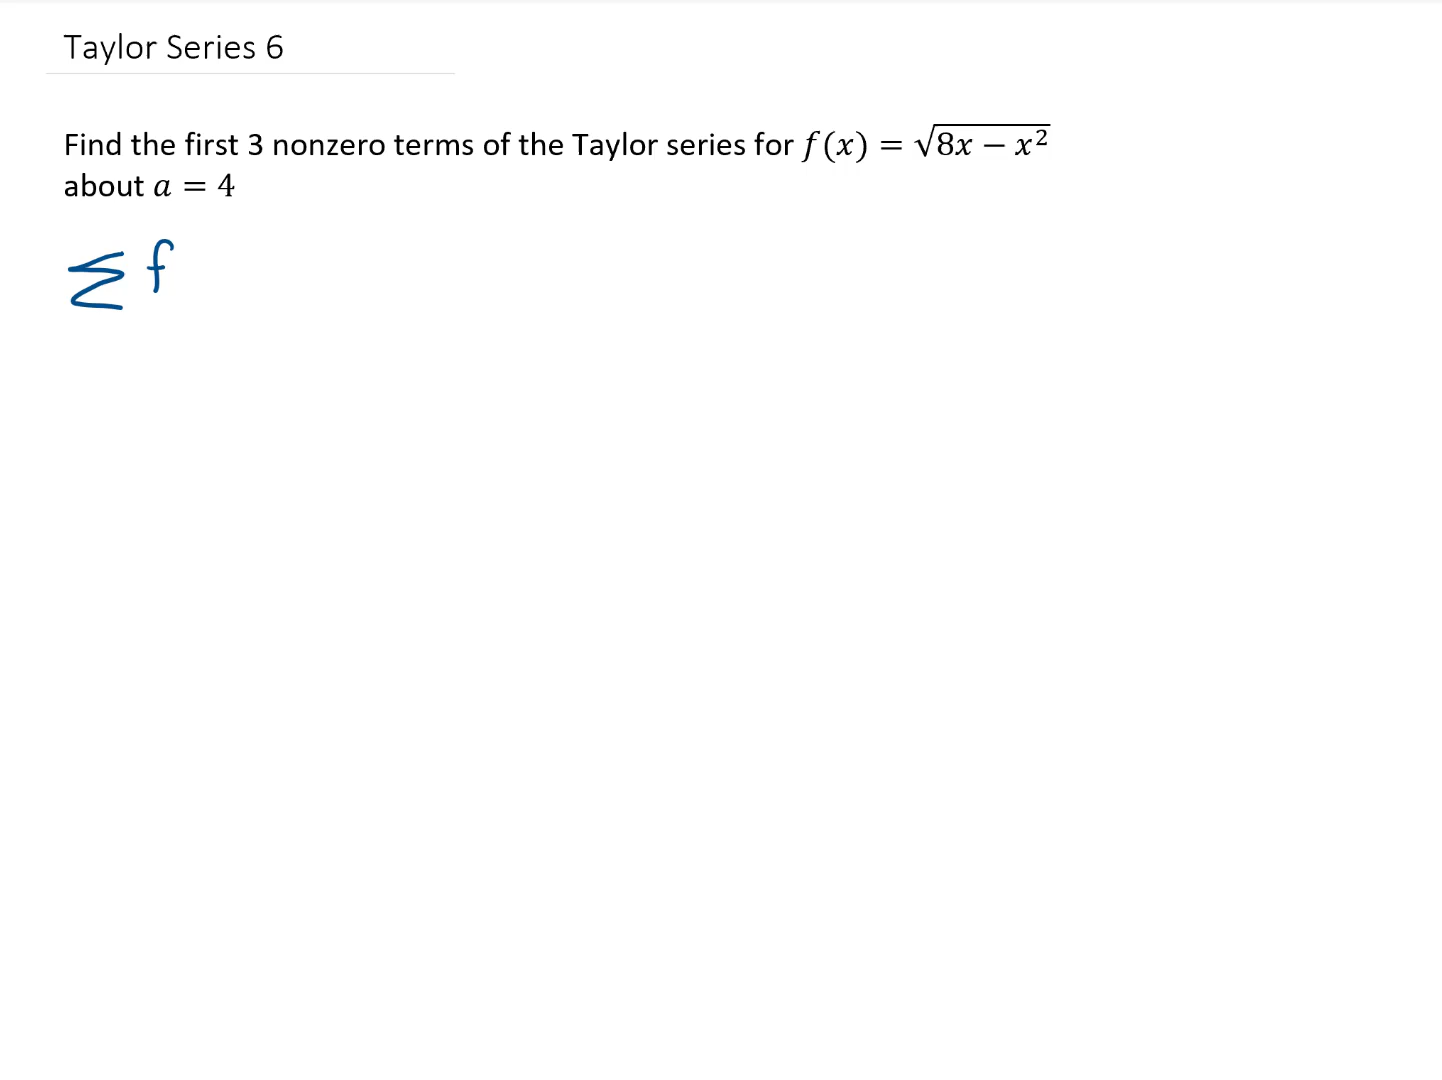 Taylor Series 6
Find the first 3 nonzero terms of the Taylor series for f(x) = √(8x − x²)
about a = 4
∑ f